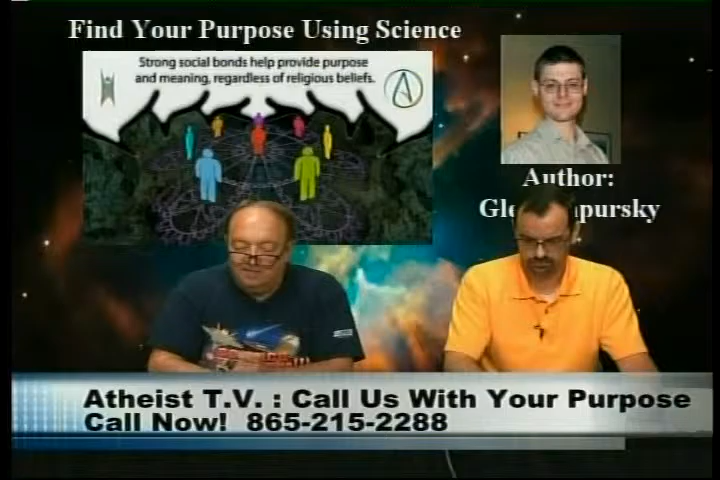 Find Your Purpose Using Science
Strong social bonds help provide purpose
and meaning, regardless of religious beliefs.
Author:
Atheist T.V. : Call Us With Your Purpose
Call Now! 865-215-2288